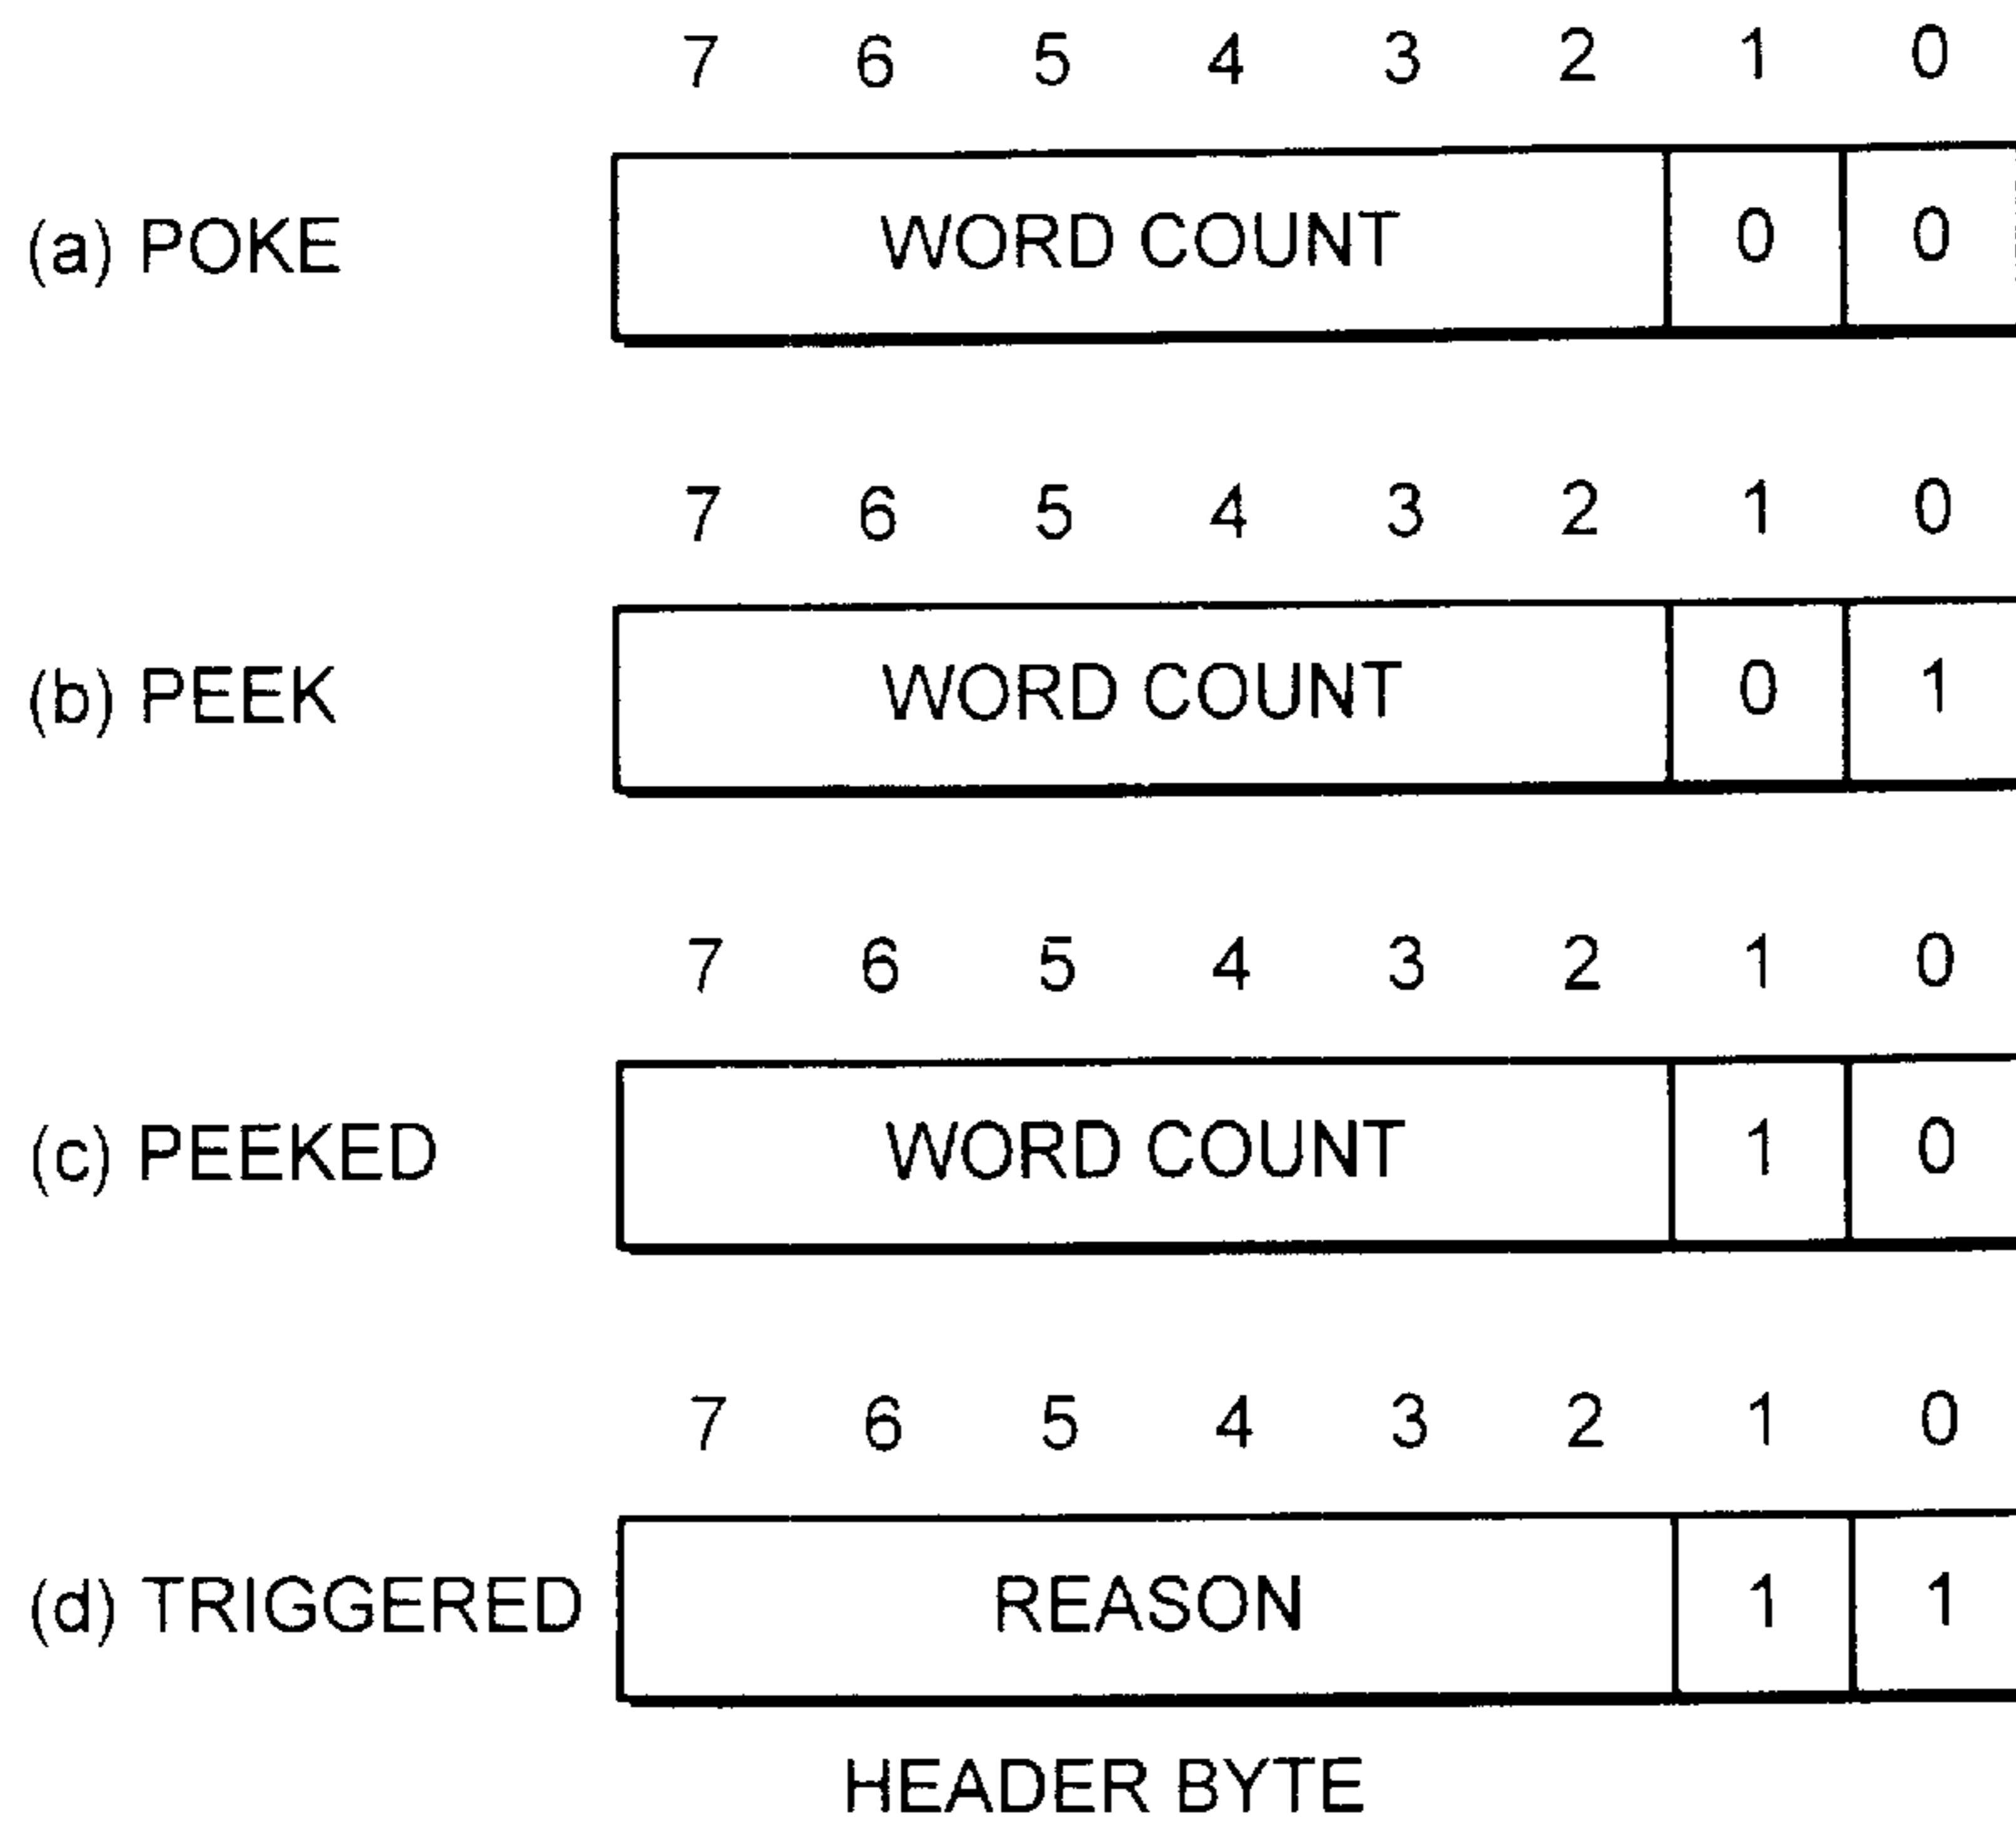 7 6 5 4 3 2 1 0
(a) POKE WORD COUNT 0 0
7 6 5 4 3 2 1 0
(b) PEEK WORD COUNT 0 1
7 6 5 4 3 2 1 0
(c) PEEKED WORD COUNT 1 0
7 6 5 4 3 2 1 0
(d) TRIGGERED REASON 1 1
HEADER BYTE